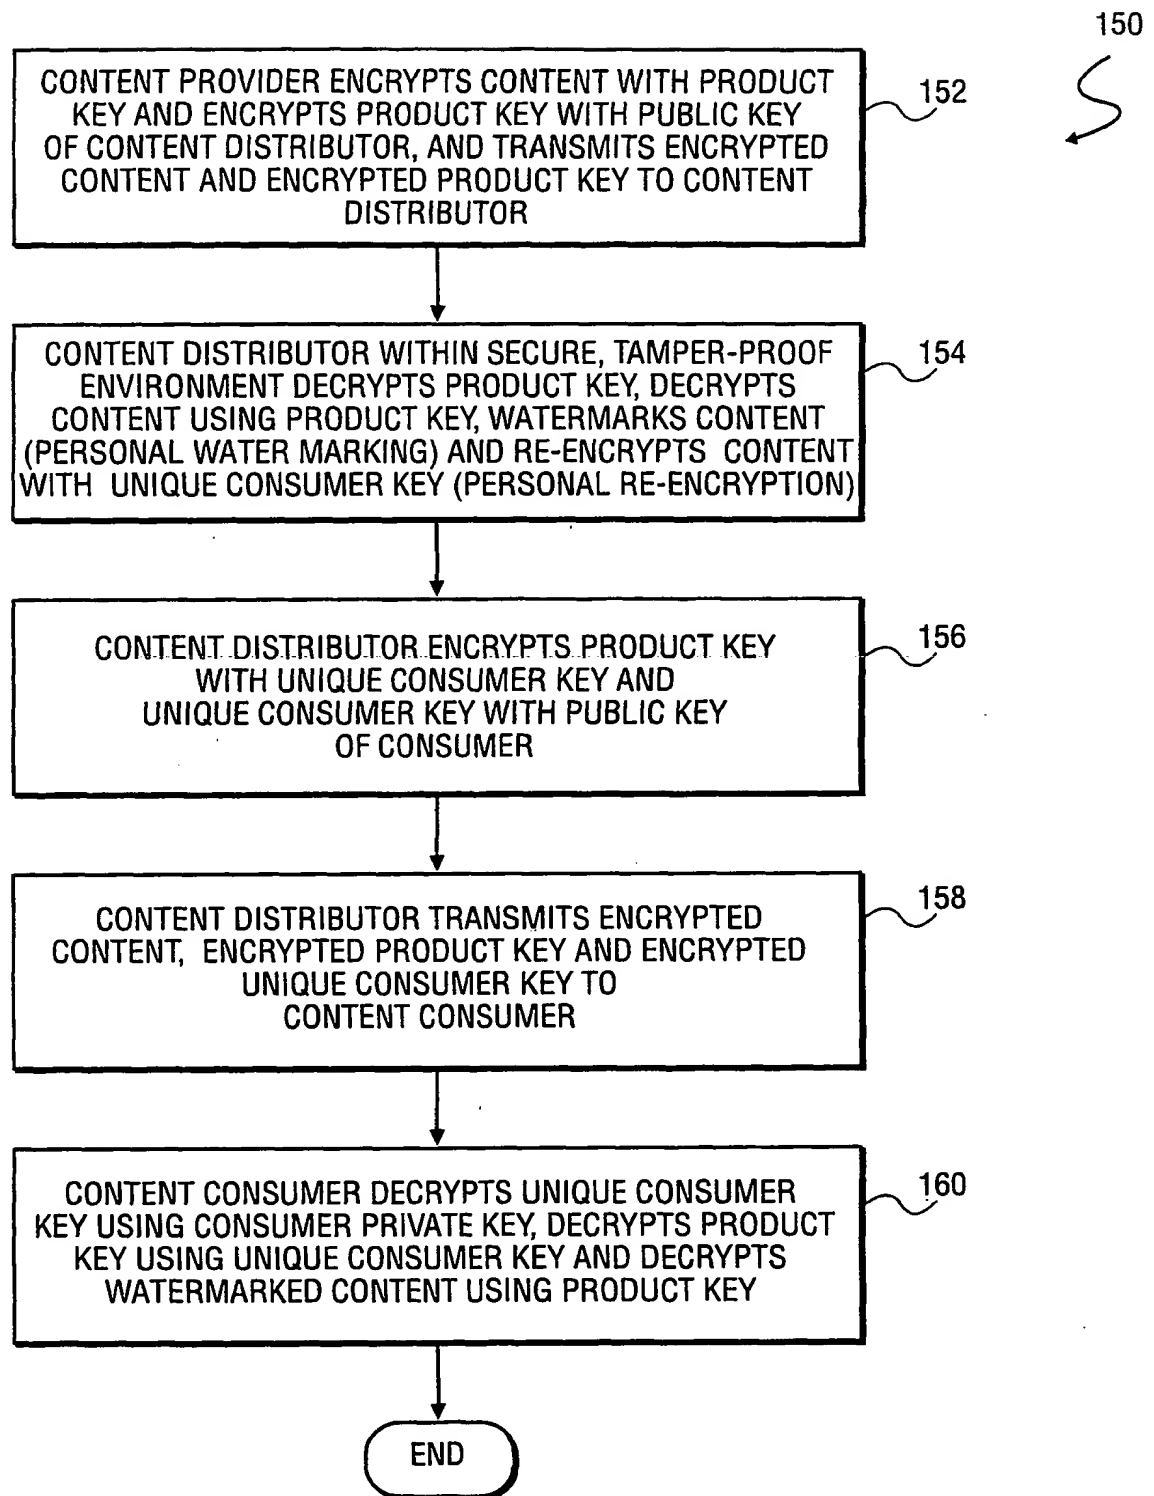 150
CONTENT PROVIDER ENCRYPTS CONTENT WITH PRODUCT
KEY AND ENCRYPTS PRODUCT KEY WITH PUBLIC KEY
OF CONTENT DISTRIBUTOR, AND TRANSMITS ENCRYPTED
CONTENT AND ENCRYPTED PRODUCT KEY TO CONTENT
DISTRIBUTOR
152
CONTENT DISTRIBUTOR WITHIN SECURE, TAMPER-PROOF
ENVIRONMENT DECRYPTS PRODUCT KEY, DECRYPTS
CONTENT USING PRODUCT KEY, WATERMARKS CONTENT
(PERSONAL WATER MARKING) AND RE-ENCRYPTS CONTENT
WITH UNIQUE CONSUMER KEY (PERSONAL RE-ENCRYPTION)
154
CONTENT DISTRIBUTOR ENCRYPTS PRODUCT KEY
WITH UNIQUE CONSUMER KEY AND
UNIQUE CONSUMER KEY WITH PUBLIC KEY
OF CONSUMER
156
CONTENT DISTRIBUTOR TRANSMITS ENCRYPTED
CONTENT, ENCRYPTED PRODUCT KEY AND ENCRYPTED
UNIQUE CONSUMER KEY TO
CONTENT CONSUMER
158
CONTENT CONSUMER DECRYPTS UNIQUE CONSUMER
KEY USING CONSUMER PRIVATE KEY, DECRYPTS PRODUCT
KEY USING UNIQUE CONSUMER KEY AND DECRYPTS
WATERMARKED CONTENT USING PRODUCT KEY
160
END